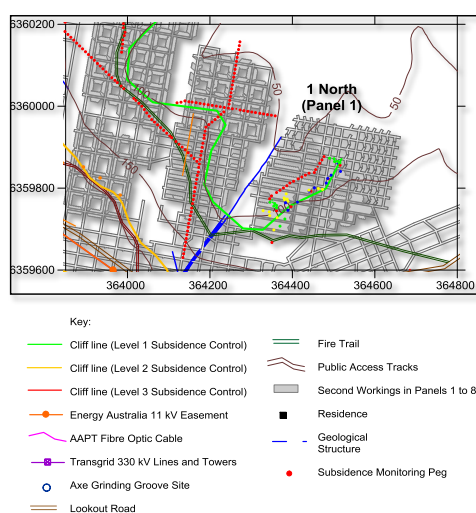 6360200
6360000
6359800
6359600
364000
364200
364400
364600
364800
1 North
(Panel 1)
50
50
100
150
Key:
Cliff line (Level 1 Subsidence Control)
Cliff line (Level 2 Subsidence Control)
Cliff line (Level 3 Subsidence Control)
Energy Australia 11 kV Easement
AAPT Fibre Optic Cable
Transgrid 330 kV Lines and Towers
Axe Grinding Groove Site
Lookout Road
Fire Trail
Public Access Tracks
Second Workings in Panels 1 to 8
Residence
Geological
Structure
Subsidence Monitoring Peg